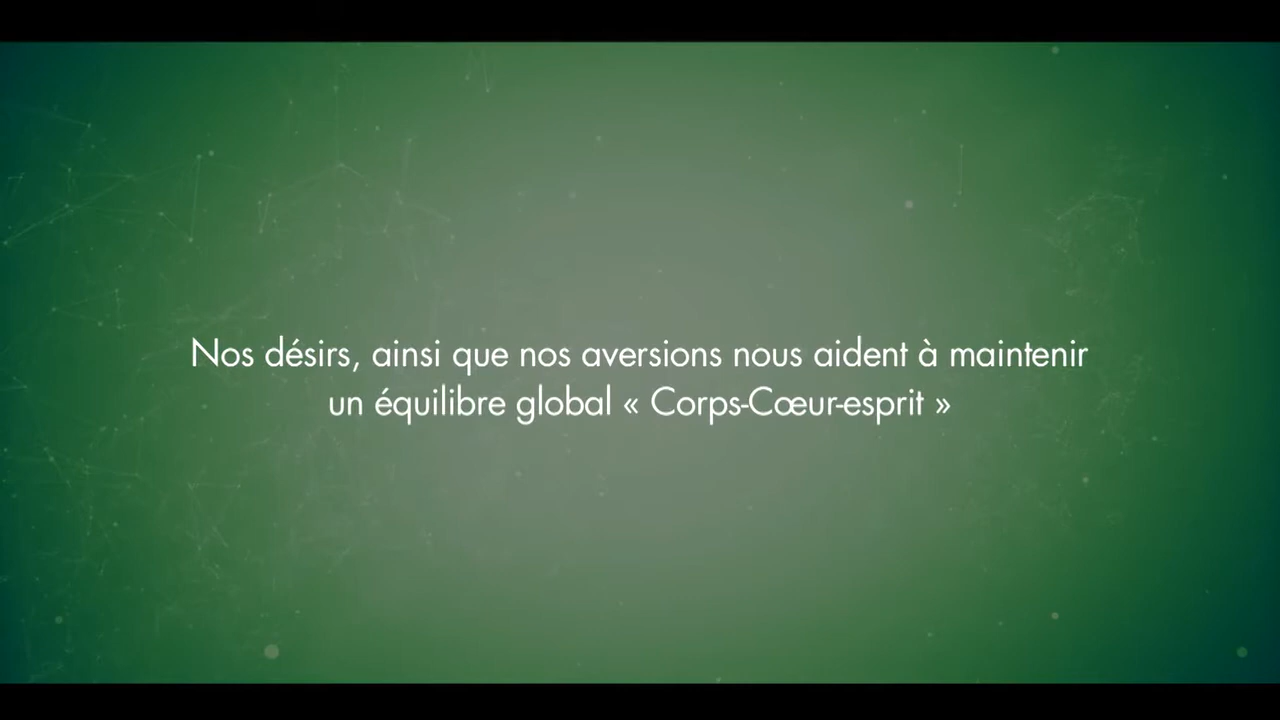 Nos désirs, ainsi que nos aversions nous aident à maintenir
un équilibre global « Corps-Cœur-esprit »